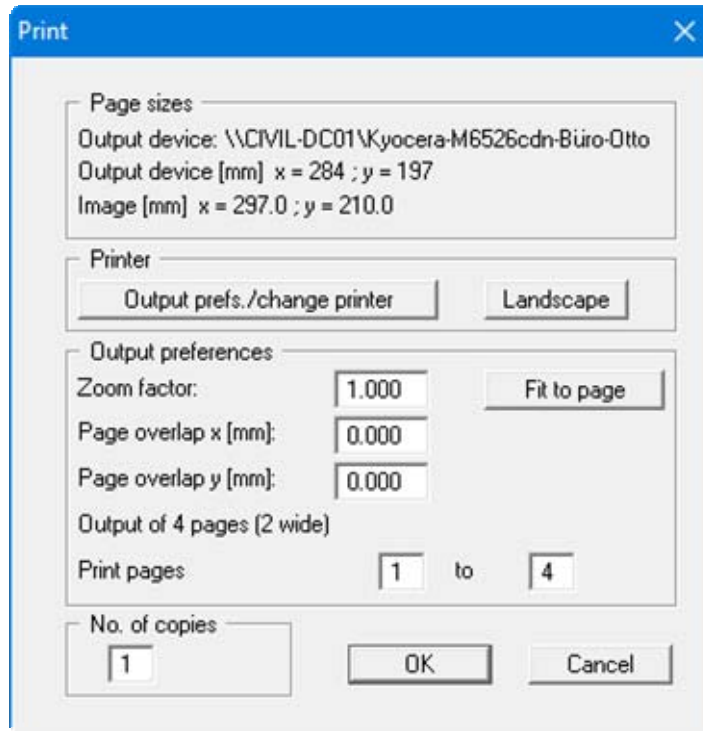 Print
Page sizes
Output device: \\CIVIL-DC01\Kyocera-M6526cdn-Büro-Otto
Output device [mm] x = 284 ; y = 197
Image [mm] x = 297.0 ; y = 210.0
Printer
Output prefs./change printer Landscape
Output preferences
Zoom factor: 1.000 Fit to page
Page overlap x [mm]: 0.000
Page overlap y [mm]: 0.000
Output of 4 pages (2 wide)
Print pages 1 to 4
No. of copies
1 OK Cancel